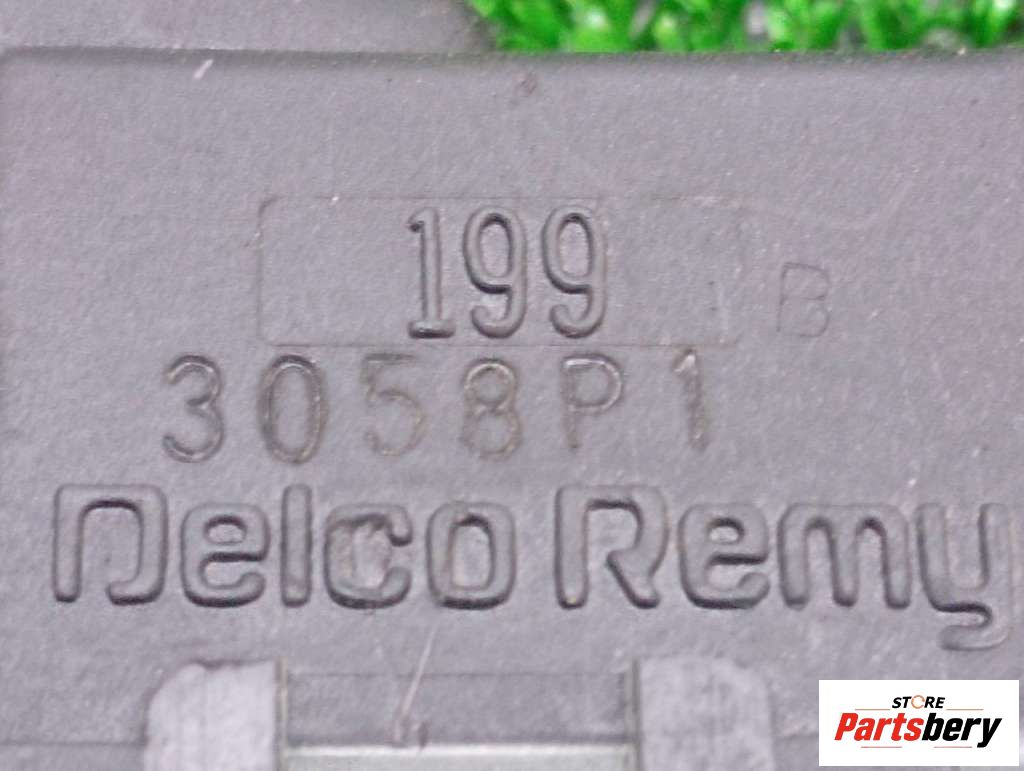 199
B
3058P1
Delco Remy
STORE
Partsbery